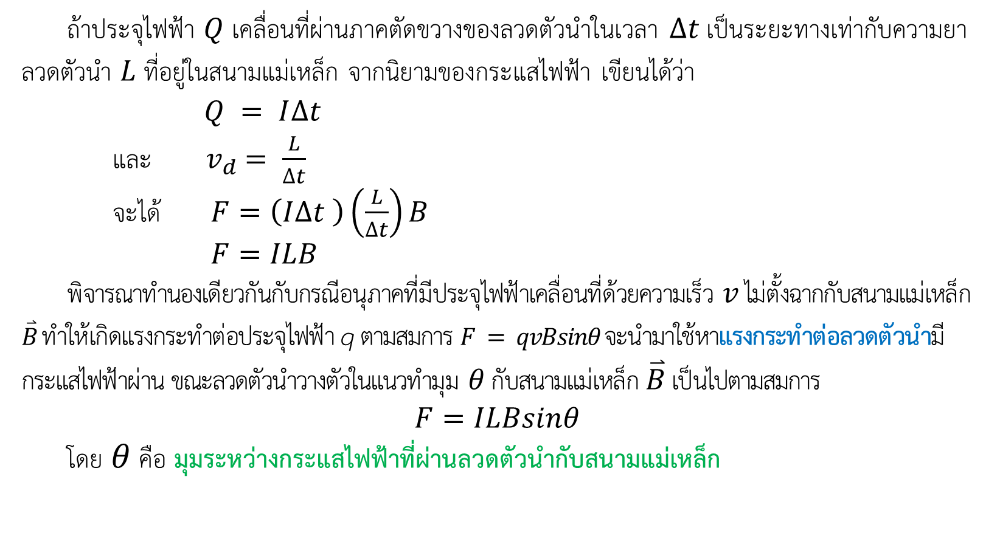 ถ้าประจุไฟฟ้า Q เคลื่อนที่ผ่านภาคตัดขวางของลวดตัวนำในเวลา Δt เป็นระยะทางเท่ากับความยา
ลวดตัวนำ L ที่อยู่ในสนามแม่เหล็ก จากนิยามของกระแสไฟฟ้า เขียนได้ว่า
Q = IΔt
และ v_d = L/Δt
จะได้ F = (IΔt )(L/Δt)B
F = ILB
พิจารณาทำนองเดียวกันกับกรณีอนุภาคที่มีประจุไฟฟ้าเคลื่อนที่ด้วยความเร็ว v ไม่ตั้งฉากกับสนามแม่เหล็ก
B⃗ ทำให้เกิดแรงกระทำต่อประจุไฟฟ้า q ตามสมการ F = qvBsinθ จะนำมาใช้หาแรงกระทำต่อลวดตัวนำมี
กระแสไฟฟ้าผ่าน ขณะลวดตัวนำวางตัวในแนวทำมุม θ กับสนามแม่เหล็ก B⃗ เป็นไปตามสมการ
F = ILBsinθ
โดย θ คือ มุมระหว่างกระแสไฟฟ้าที่ผ่านลวดตัวนำกับสนามแม่เหล็ก